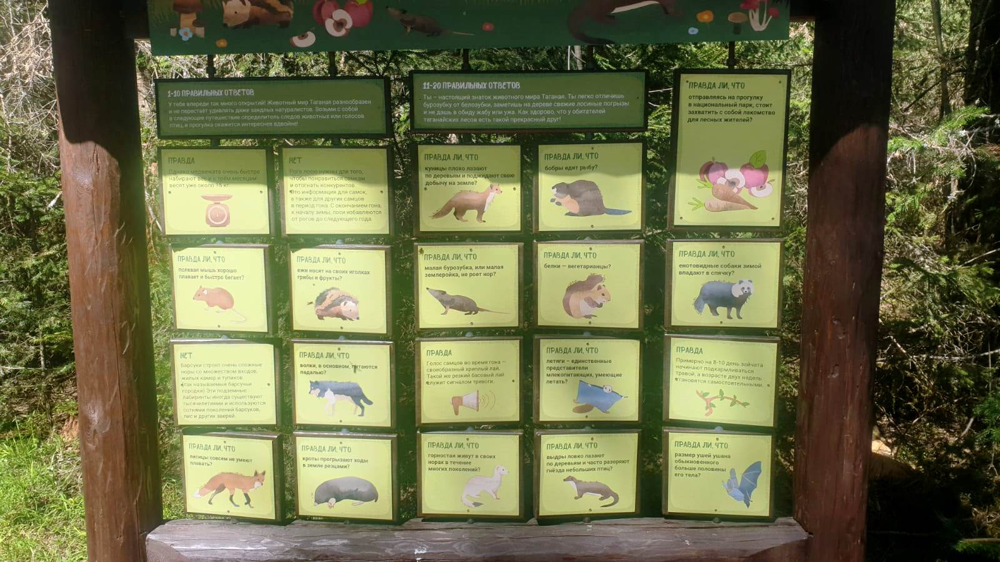 1-10 ПРАВИЛЬНЫХ ОТВЕТОВ
У тебя впереди так много открытий! Животный мир Таганая разнообразен
и не перестаёт удивлять даже заядлых натуралистов. Возьми с собой
в следующее путешествие определитель следов животных или голосов
птиц, и прогулка окажется интереснее вдвойне!
11-20 ПРАВИЛЬНЫХ ОТВЕТОВ
Ты – настоящий знаток животного мира Таганая. Ты легко отличишь
бурозубку от белозубки, заметишь на дереве свежие лосиные погрызы
и не дашь в обиду жабу или ужа. Как здорово, что у обитателей
таганайских лесов есть такой прекрасный друг!
ПРАВДА ЛИ, ЧТО
отправляясь на прогулку
в национальный парк, стоит
захватить с собой лакомство
для лесных жителей?
ПРАВДА
Однако медвежата очень быстро
набирают вес и к трём месяцам
весят уже около 15 кг.
НЕТ
Рога лосю нужны для того,
чтобы понравиться самкам
и отогнать конкурентов.
Это информация для самок,
а также для других самцов
в период гона. С окончанием гона,
к началу зимы, лоси избавляются
от рогов до следующего года.
ПРАВДА ЛИ, ЧТО
куницы плохо лазают
по деревьям и поджидают свою
добычу на земле?
ПРАВДА ЛИ, ЧТО
бобры едят рыбу?
ПРАВДА ЛИ, ЧТО
полевая мышь хорошо
плавает и быстро бегает?
ПРАВДА ЛИ, ЧТО
ежи носят на своих иголках
грибы и фрукты?
ПРАВДА ЛИ, ЧТО
малая бурозубка, или малая
землеройка, не роет нор?
ПРАВДА ЛИ, ЧТО
белки — вегетарианцы?
ПРАВДА ЛИ, ЧТО
енотовидные собаки зимой
впадают в спячку?
НЕТ
Барсуки строят очень сложные
норы со множеством входов,
жилых камер и тупиков
(так называемые барсучьи
городки) Эти подземные
лабиринты иногда существуют
тысячелетиями и используются
сотнями поколений барсуков,
лис и других зверей.
ПРАВДА ЛИ, ЧТО
волки, в основном, питаются
падалью?
ПРАВДА
Голос самцов во время гона —
своеобразный хриплый лай.
Такой же резкий басовый лай
служит сигналом тревоги.
ПРАВДА ЛИ, ЧТО
летяги – единственные
представители
млекопитающих, умеющие
летать?
ПРАВДА
Примерно на 8-10 день зайчата
начинают подкармливаться
травой, а возрасте двух недель
становятся самостоятельными.
ПРАВДА ЛИ, ЧТО
лисицы совсем не умеют
плавать?
ПРАВДА ЛИ, ЧТО
кроты прогрызают ходы
в земле резцами?
ПРАВДА ЛИ, ЧТО
горностаи живут в своих
норах в течение
многих поколений?
ПРАВДА ЛИ, ЧТО
выдры ловко лазают
по деревьям и часто разоряют
гнёзда небольших птиц?
ПРАВДА ЛИ, ЧТО
размер ушей ушана
обыкновенного
больше половины
его тела?